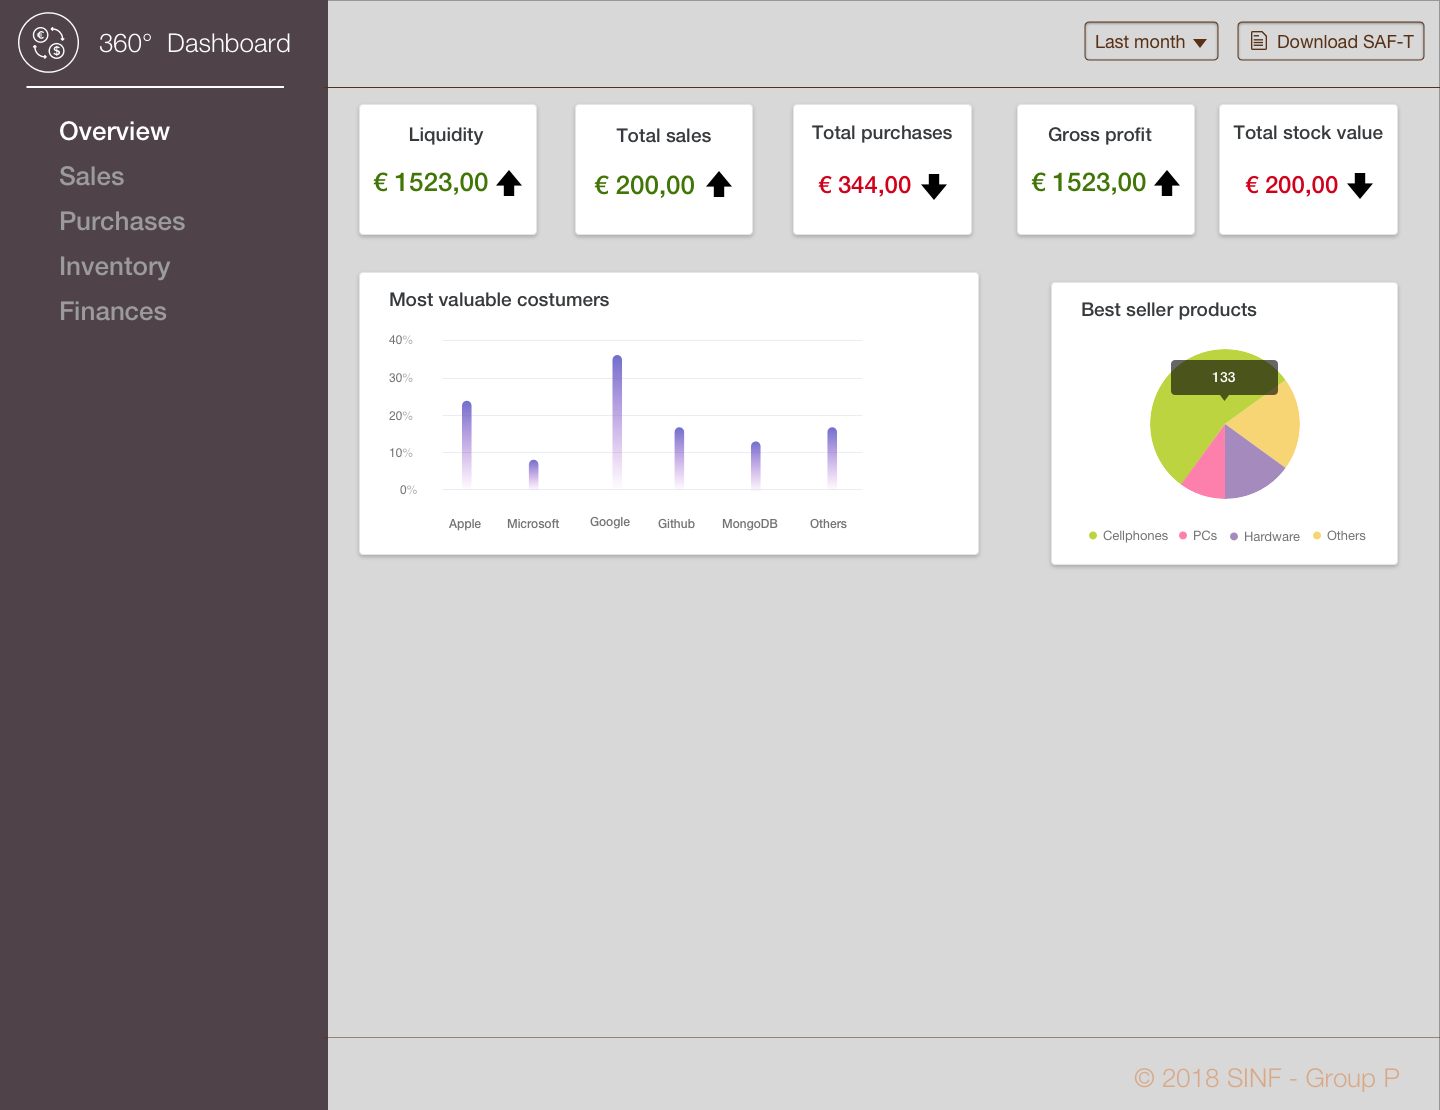 360° Dashboard
Last month
Download SAF-T
Overview
Sales
Purchases
Inventory
Finances
Liquidity
€ 1523,00
Total sales
€ 200,00
Total purchases
€ 344,00
Gross profit
€ 1523,00
Total stock value
€ 200,00
Most valuable costumers
40%
30%
20%
10%
0%
Apple Microsoft Google Github MongoDB Others
Best seller products
133
Cellphones PCs Hardware Others
© 2018 SINF - Group P